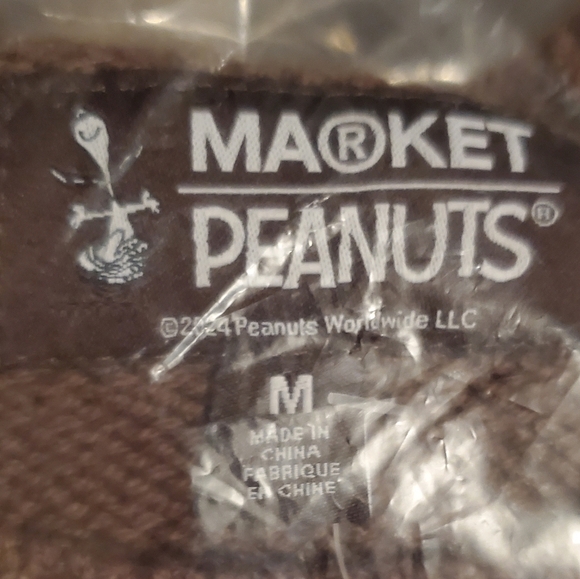 MA®KET
PEANUTS®
©2024 Peanuts Worldwide LLC
M
MADE IN
CHINA
FABRIQUE
EN CHINE